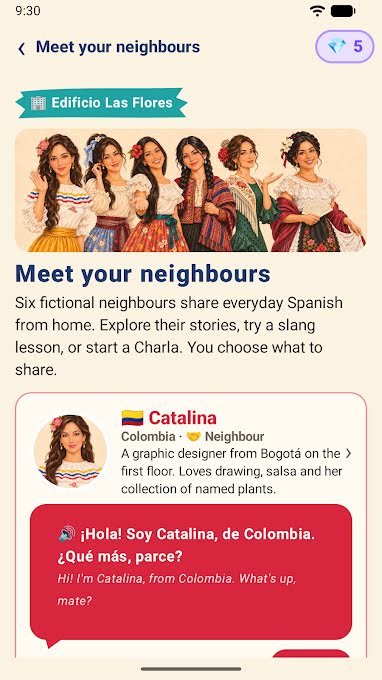 9:30
Meet your neighbours
5
Edificio Las Flores
Meet your neighbours
Six fictional neighbours share everyday Spanish
from home. Explore their stories, try a slang
lesson, or start a Charla. You choose what to
share.
Catalina
Colombia · 🤝 Neighbour
A graphic designer from Bogotá on the
first floor. Loves drawing, salsa and her
collection of named plants.
¡Hola! Soy Catalina, de Colombia.
¿Qué más, parce?
Hi! I'm Catalina, from Colombia. What's up,
mate?